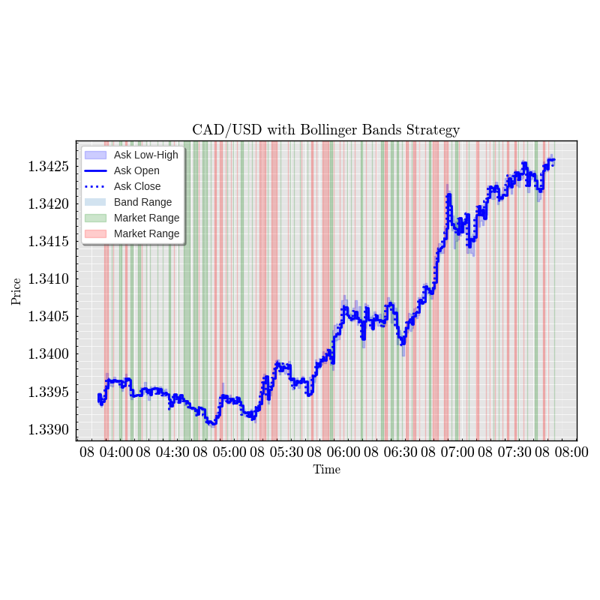 CAD/USD with Bollinger Bands Strategy
Ask Low-High
Ask Open
Ask Close
Band Range
Market Range
Market Range
1.3425
1.3420
1.3415
1.3410
1.3405
1.3400
1.3395
1.3390
Price
08 04:00 08 04:30 08 05:00 08 05:30 08 06:00 08 06:30 08 07:00 08 07:30 08 08:00
Time